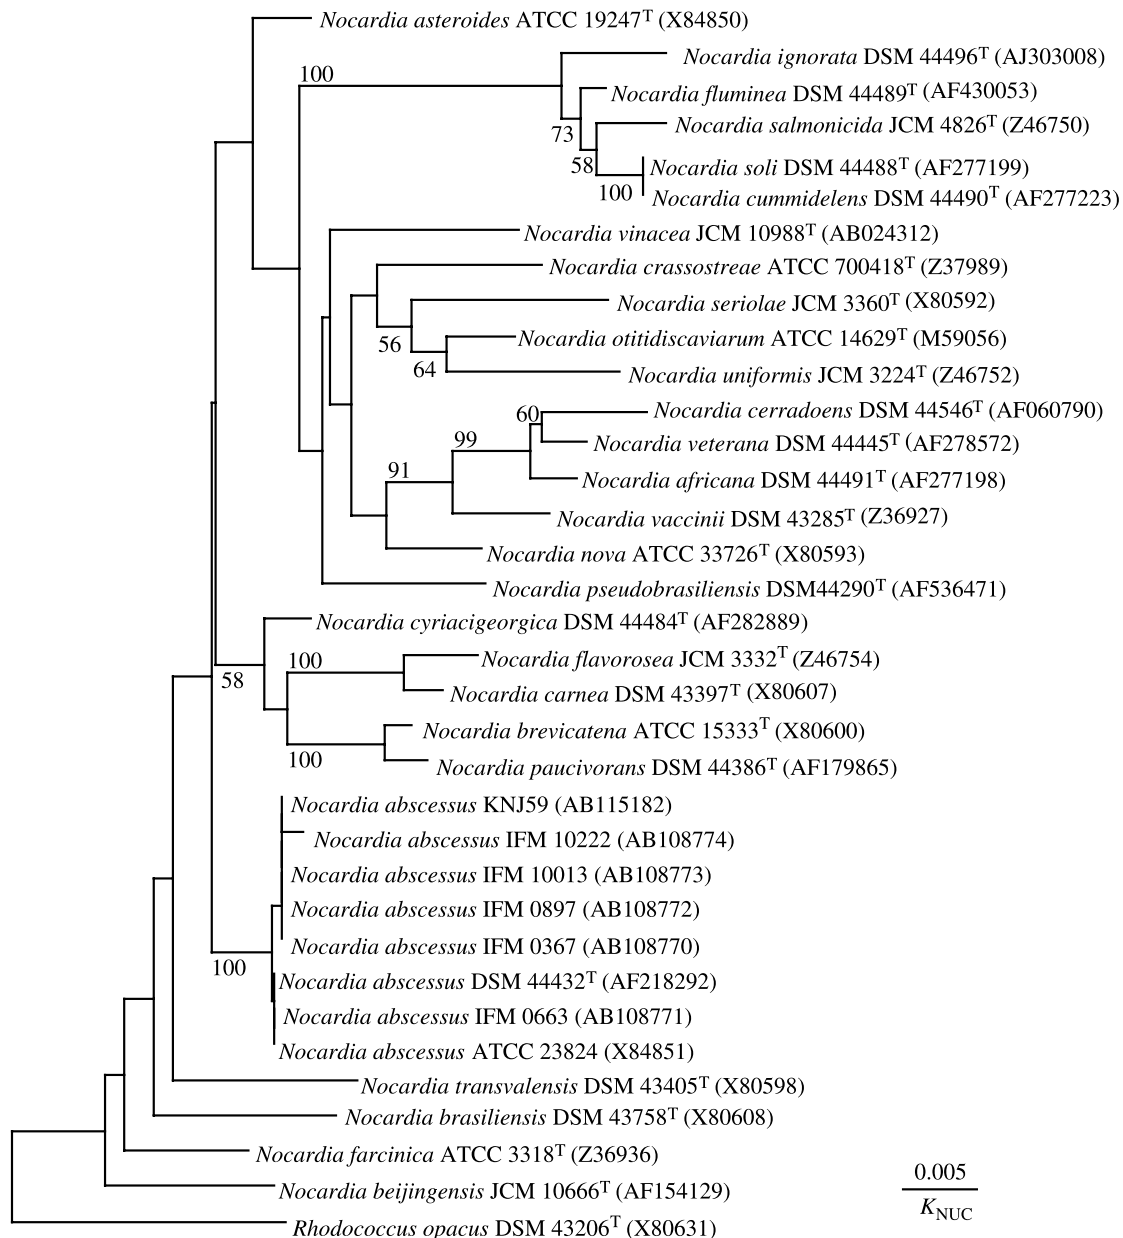 Nocardia asteroides ATCC 19247T (X84850)
Nocardia ignorata DSM 44496T (AJ303008)
100
Nocardia fluminea DSM 44489T (AF430053)
Nocardia salmonicida JCM 4826T (Z46750)
73
58
Nocardia soli DSM 44488T (AF277199)
100
Nocardia cummidelens DSM 44490T (AF277223)
Nocardia vinacea JCM 10988T (AB024312)
Nocardia crassostreae ATCC 700418T (Z37989)
Nocardia seriolae JCM 3360T (X80592)
Nocardia otitidiscaviarum ATCC 14629T (M59056)
56
64
Nocardia uniformis JCM 3224T (Z46752)
Nocardia cerradoens DSM 44546T (AF060790)
60
Nocardia veterana DSM 44445T (AF278572)
99
91
Nocardia africana DSM 44491T (AF277198)
Nocardia vaccinii DSM 43285T (Z36927)
Nocardia nova ATCC 33726T (X80593)
Nocardia pseudobrasiliensis DSM44290T (AF536471)
Nocardia cyriacigeorgica DSM 44484T (AF282889)
100
Nocardia flavorosea JCM 3332T (Z46754)
58
Nocardia carnea DSM 43397T (X80607)
Nocardia brevicatena ATCC 15333T (X80600)
100
Nocardia paucivorans DSM 44386T (AF179865)
Nocardia abscessus KNJ59 (AB115182)
Nocardia abscessus IFM 10222 (AB108774)
Nocardia abscessus IFM 10013 (AB108773)
Nocardia abscessus IFM 0897 (AB108772)
Nocardia abscessus IFM 0367 (AB108770)
100
Nocardia abscessus DSM 44432T (AF218292)
Nocardia abscessus IFM 0663 (AB108771)
Nocardia abscessus ATCC 23824 (X84851)
Nocardia transvalensis DSM 43405T (X80598)
Nocardia brasiliensis DSM 43758T (X80608)
Nocardia farcinica ATCC 3318T (Z36936)
0.005
Nocardia beijingensis JCM 10666T (AF154129)
KNUC
Rhodococcus opacus DSM 43206T (X80631)